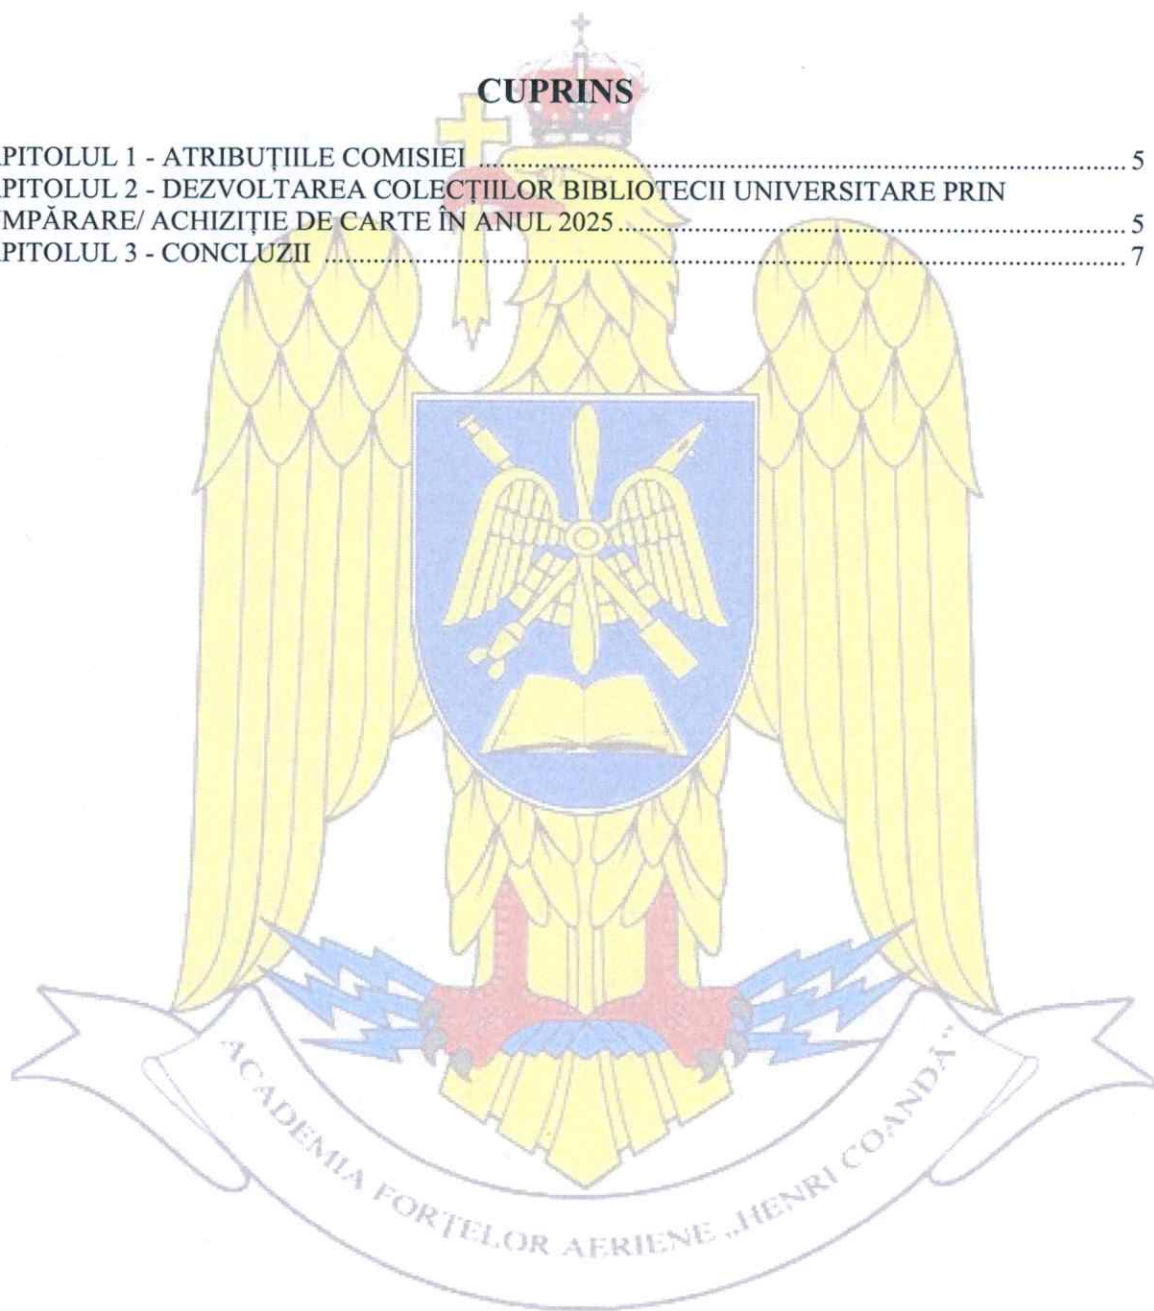 CUPRINS
PITOLUL 1 - ATRIBUȚIILE COMISIEI ........................ 5
PITOLUL 2 - DEZVOLTAREA COLECȚIILOR BIBLIOTECII UNIVERSITARE PRIN
MPĂRARE/ ACHIZIȚIE DE CARTE ÎN ANUL 2025 ........................ 5
PITOLUL 3 - CONCLUZII ........................ 7
ACADEMIA FORȚELOR AERIENE „HENRI COANDĂ”